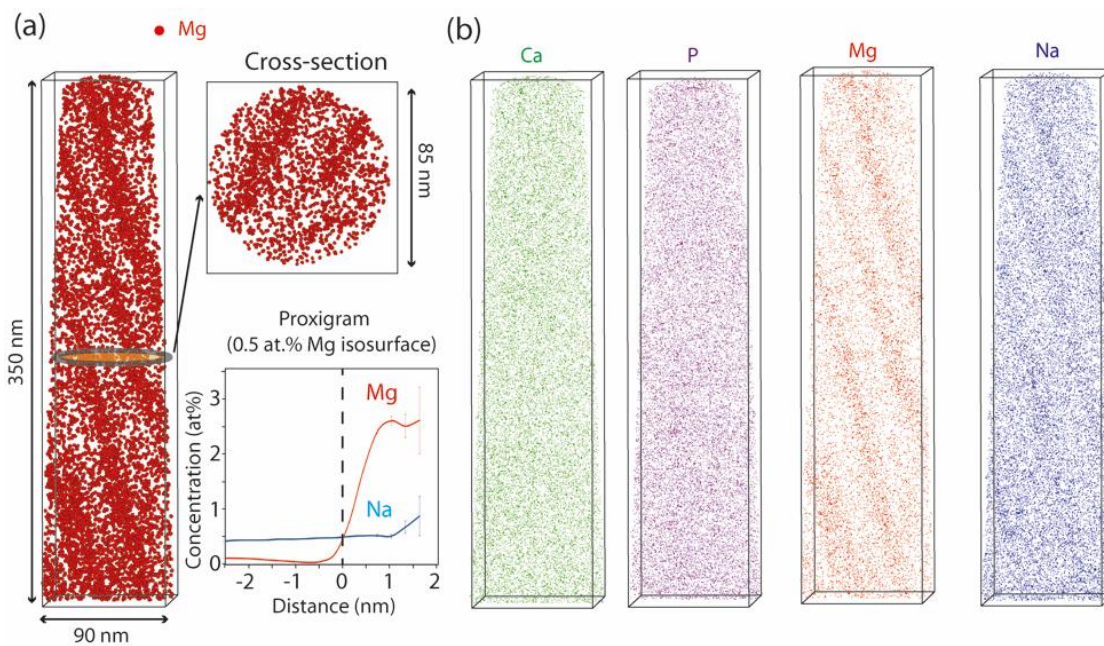 (a)
Mg
Cross-section
85 nm
350 nm
90 nm
Proxigram
(0.5 at.% Mg isosurface)
Concentration (at%)
3
2
1
0
Mg
Na
-2 -1 0 1 2
Distance (nm)
(b)
Ca P Mg Na